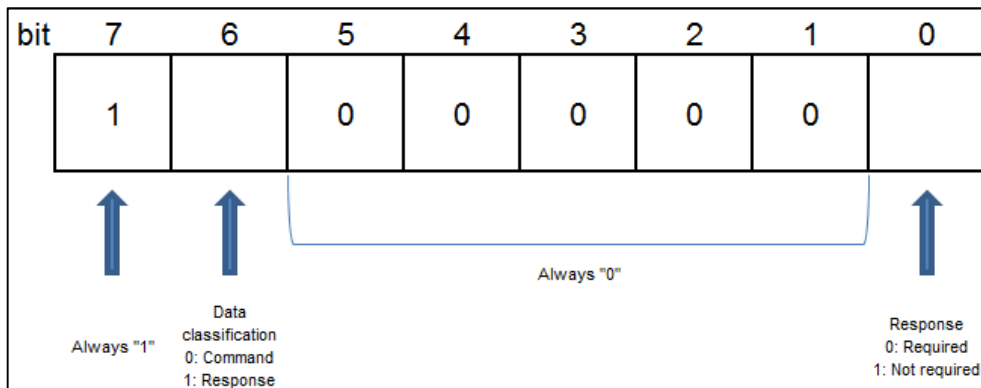 bit 7 6 5 4 3 2 1 0
1 0 0 0 0 0
Always "1"
Data
classification
0: Command
1: Response
Always "0"
Response
0: Required
1: Not required